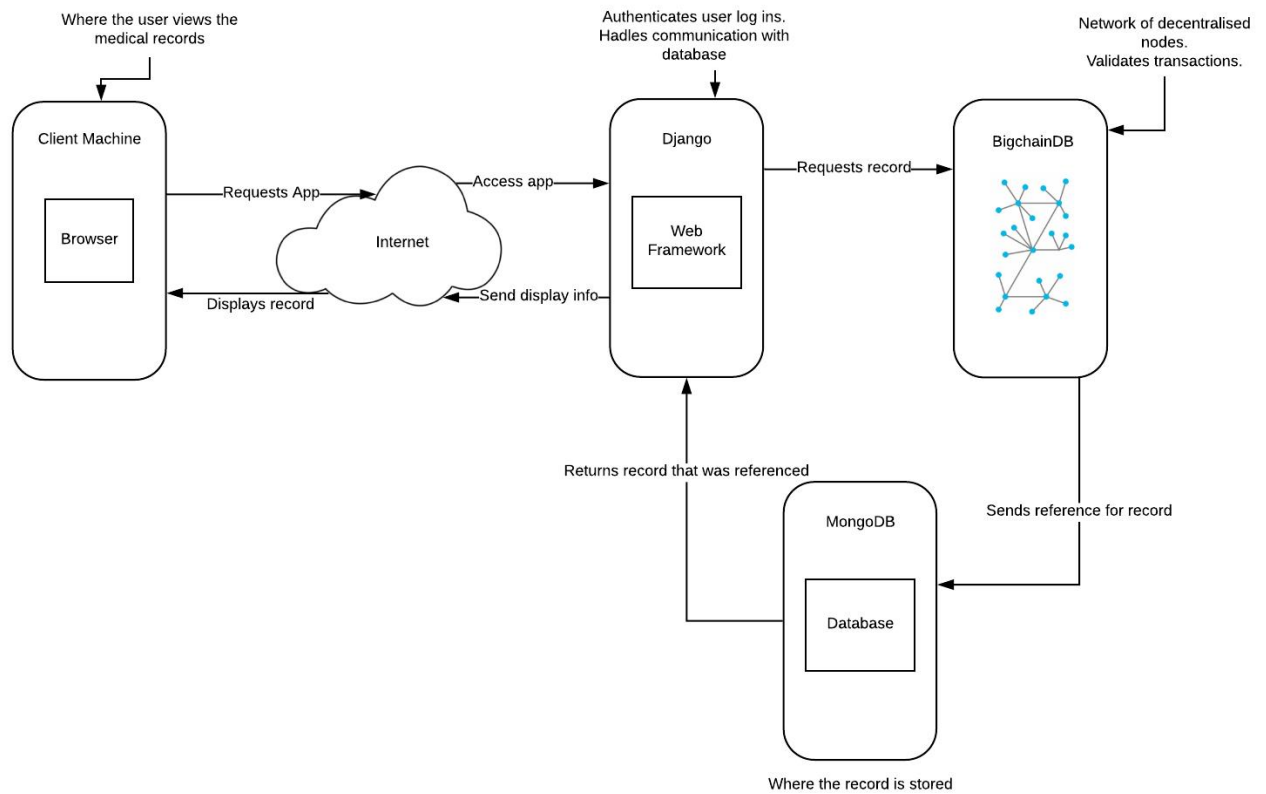 Where the user views the
medical records
Authenticates user log ins.
Hadles communication with
database
Network of decentralised
nodes.
Validates transactions.
Client Machine
Browser
Requests App
Internet
Displays record
Access app
Send display info
Django
Web
Framework
Requests record
BigchainDB
Returns record that was referenced
Sends reference for record
MongoDB
Database
Where the record is stored